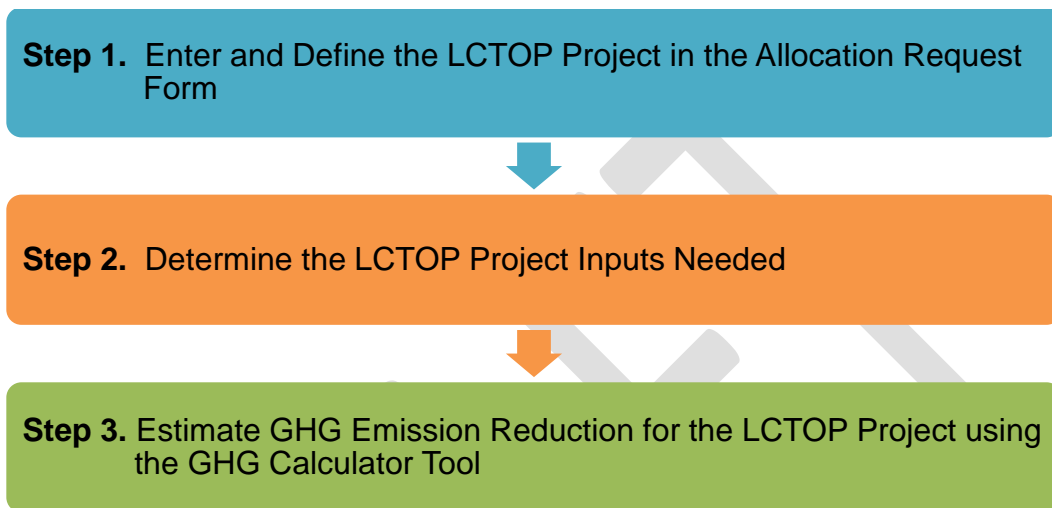 Step 1. Enter and Define the LCTOP Project in the Allocation Request
Form
Step 2. Determine the LCTOP Project Inputs Needed
Step 3. Estimate GHG Emission Reduction for the LCTOP Project using
the GHG Calculator Tool